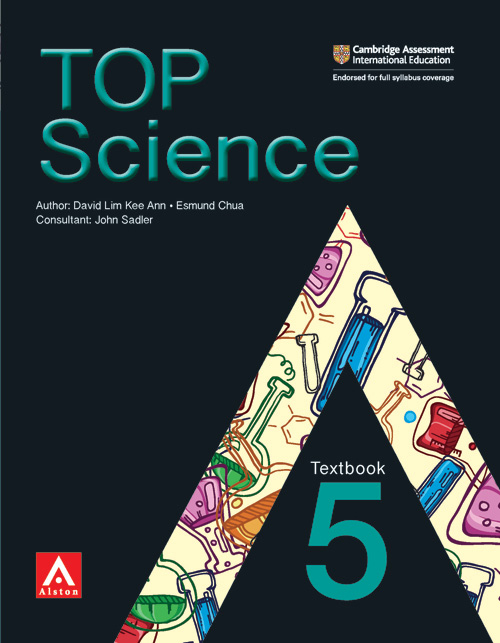 Cambridge Assessment
International Education
Endorsed for full syllabus coverage
TOP
Science
Author: David Lim Kee Ann • Esmund Chua
Consultant: John Sadler
Textbook
5
Alston